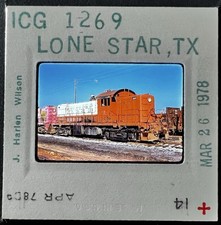 ICG 1269
LONE STAR, TX
J. Harlen Wilson
MAR 26 1978
APR 78
14